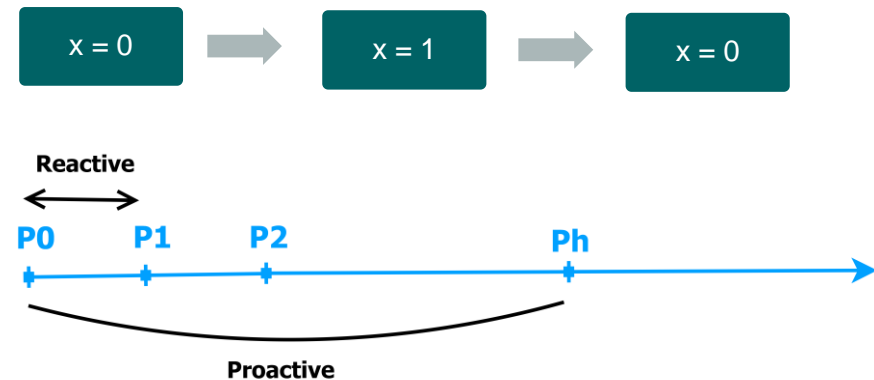 x = 0
x = 1
x = 0
Reactive
P0
P1
P2
Ph
Proactive